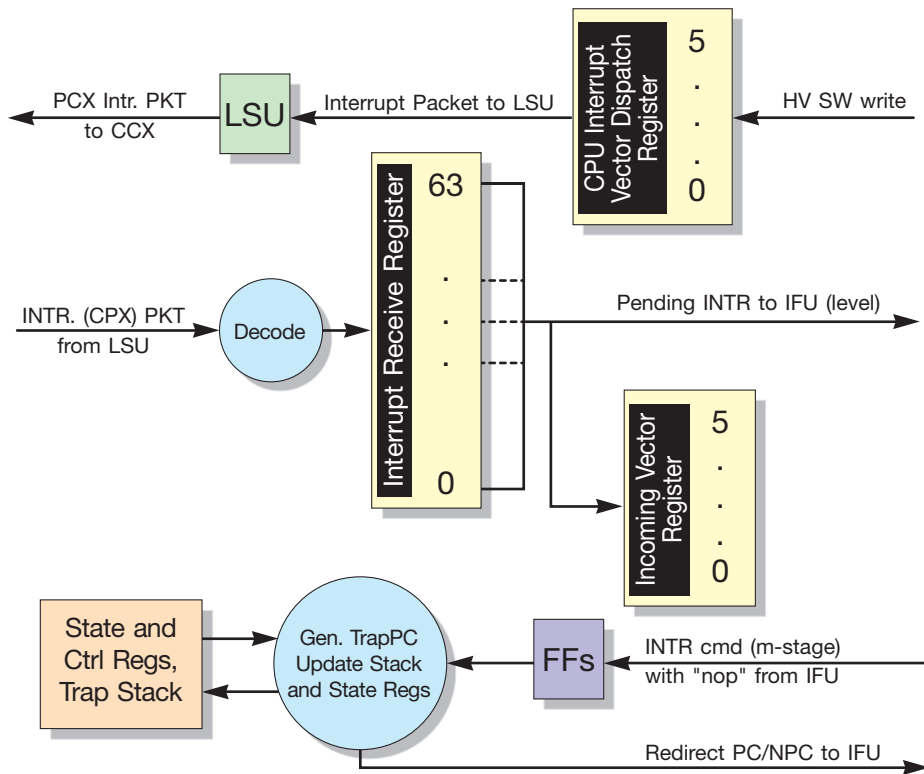 PCX Intr. PKT
to CCX
LSU
Interrupt Packet to LSU
CPU Interrupt
Vector Dispatch
Register
5
.
.
.
0
HV SW write
INTR. (CPX) PKT
from LSU
Decode
Interrupt Receive Register
63
.
.
.
0
Pending INTR to IFU (level)
Incoming Vector
Register
5
.
.
.
0
State and
Ctrl Regs,
Trap Stack
Gen. TrapPC
Update Stack
and State Regs
FFs
INTR cmd (m-stage)
with "nop" from IFU
Redirect PC/NPC to IFU